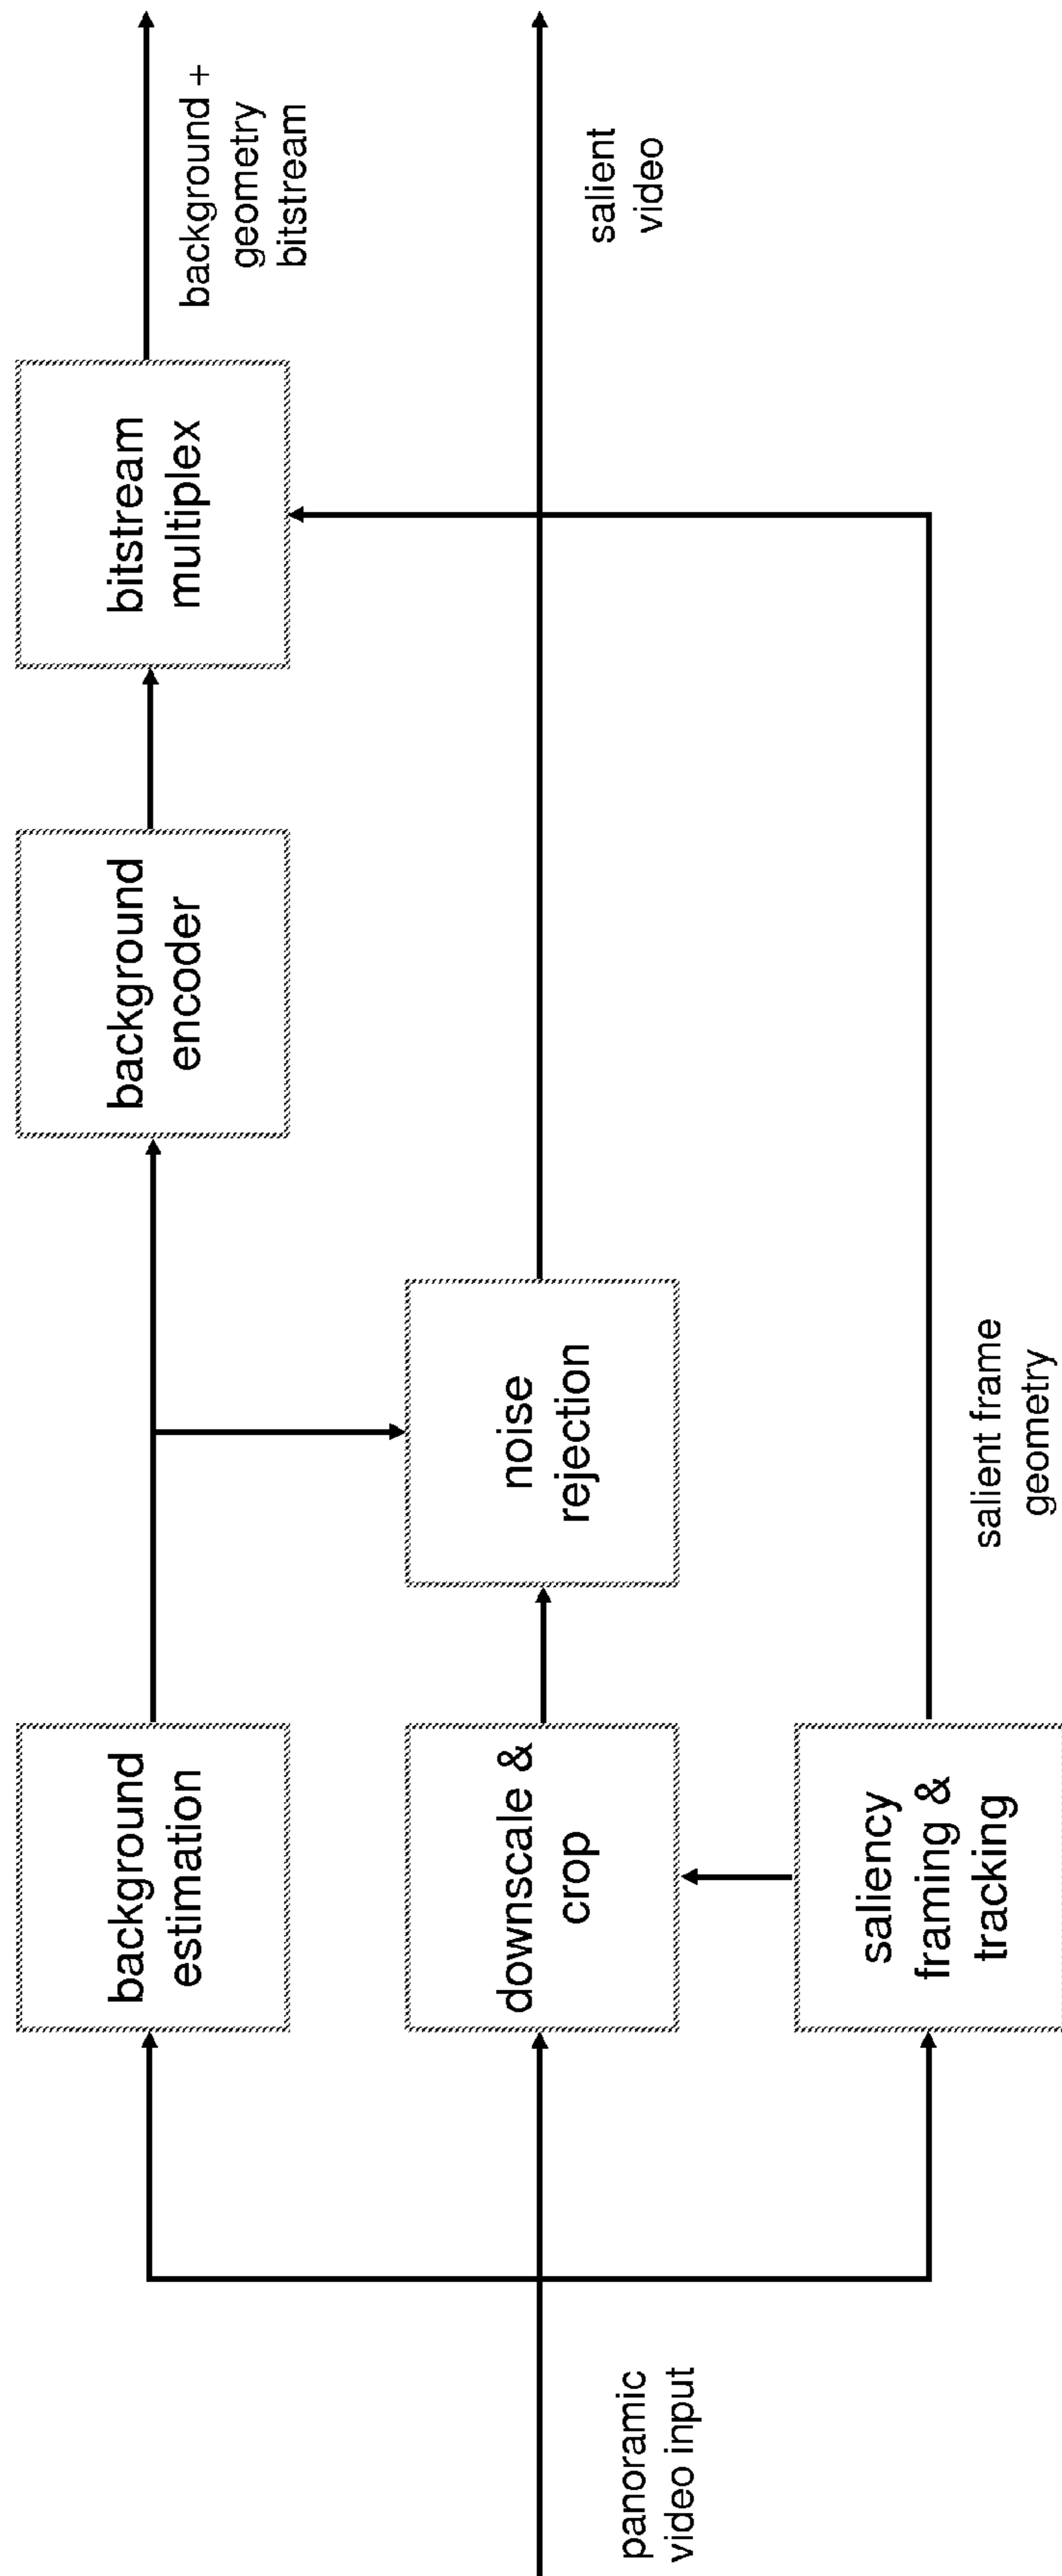 background
estimation
background
encoder
bitstream
multiplex
background +
geometry
bitstream
panoramic
video input
downscale &
crop
noise
rejection
salient
video
saliency
framing &
tracking
salient frame
geometry